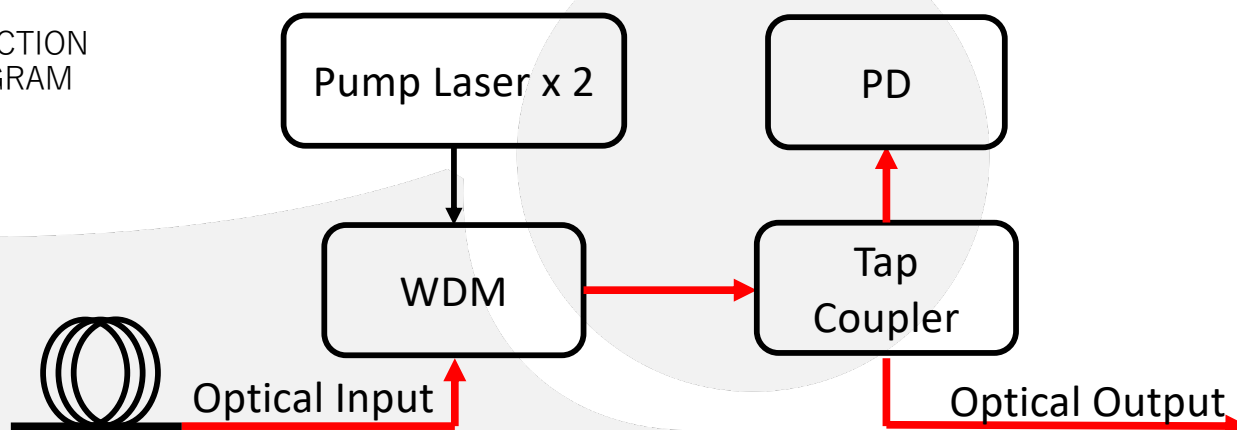 CTION
GRAM
Pump Laser x 2
PD
WDM
Tap
Coupler
Optical Input
Optical Output